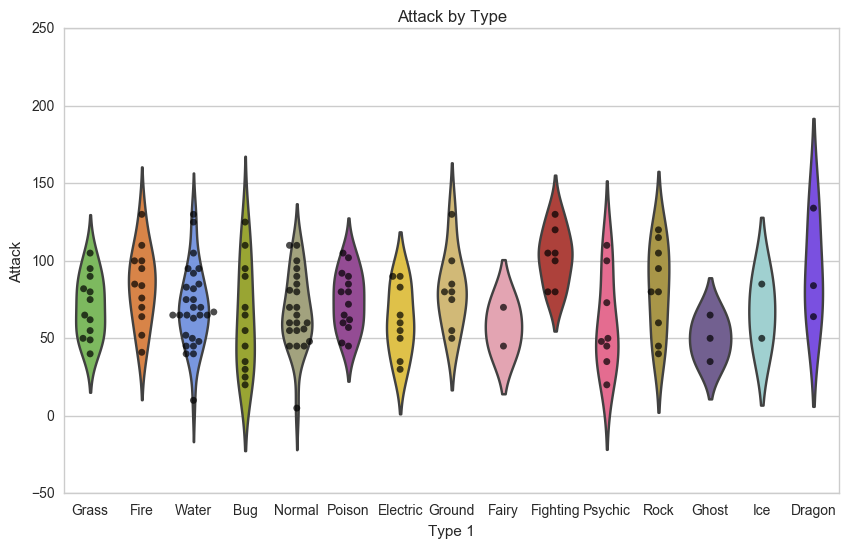 Attack by Type
250
200
150
100
50
0
−50
Attack
Grass Fire Water Bug Normal Poison Electric Ground Fairy Fighting Psychic Rock Ghost Ice Dragon
Type 1